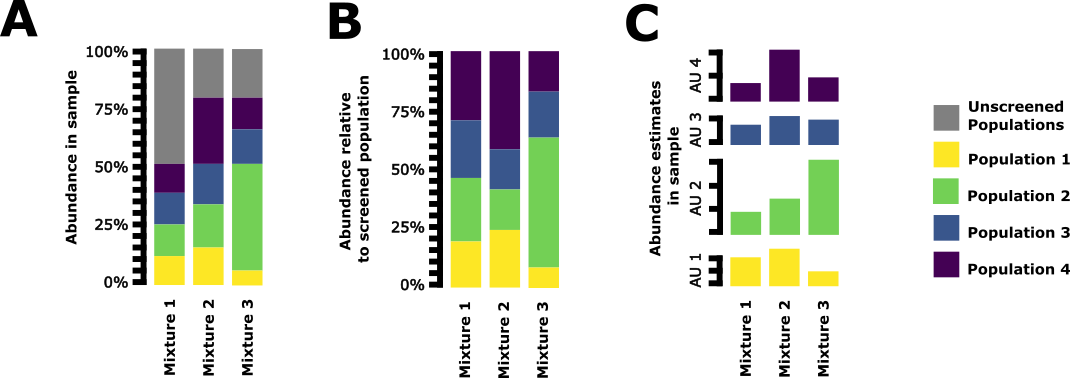 A
Abundance in sample
100%
75%
50%
25%
0%
Mixture 1
Mixture 2
Mixture 3
B
Abundance relative
to screened population
100%
75%
50%
25%
0%
Mixture 1
Mixture 2
Mixture 3
C
Abundance estimates
in sample
AU 4
AU 3
AU 2
AU 1
Mixture 1
Mixture 2
Mixture 3
Unscreened
Populations
Population 1
Population 2
Population 3
Population 4